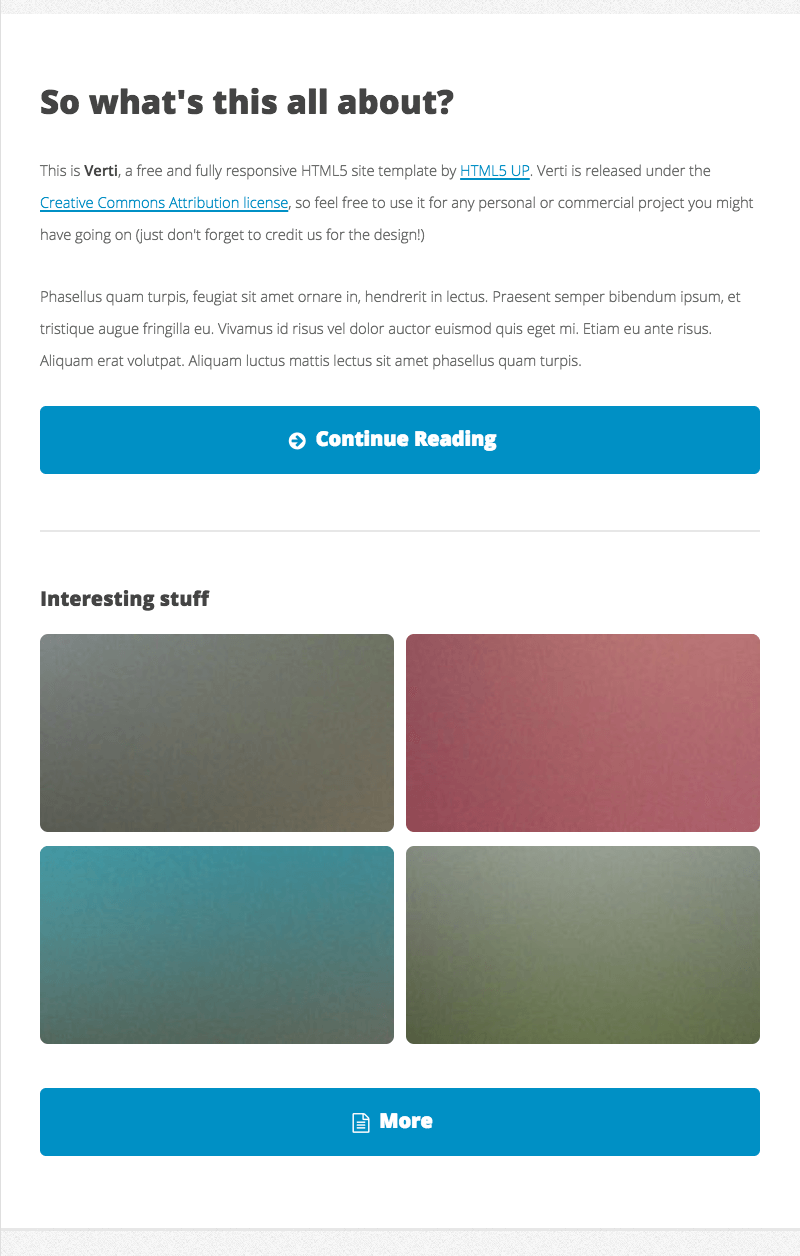 So what's this all about?
This is Verti, a free and fully responsive HTML5 site template by HTML5 UP. Verti is released under the
Creative Commons Attribution license, so feel free to use it for any personal or commercial project you might
have going on (just don't forget to credit us for the design!)
Phasellus quam turpis, feugiat sit amet ornare in, hendrerit in lectus. Praesent semper bibendum ipsum, et
tristique augue fringilla eu. Vivamus id risus vel dolor auctor euismod quis eget mi. Etiam eu ante risus.
Aliquam erat volutpat. Aliquam luctus mattis lectus sit amet phasellus quam turpis.
Continue Reading
Interesting stuff
More